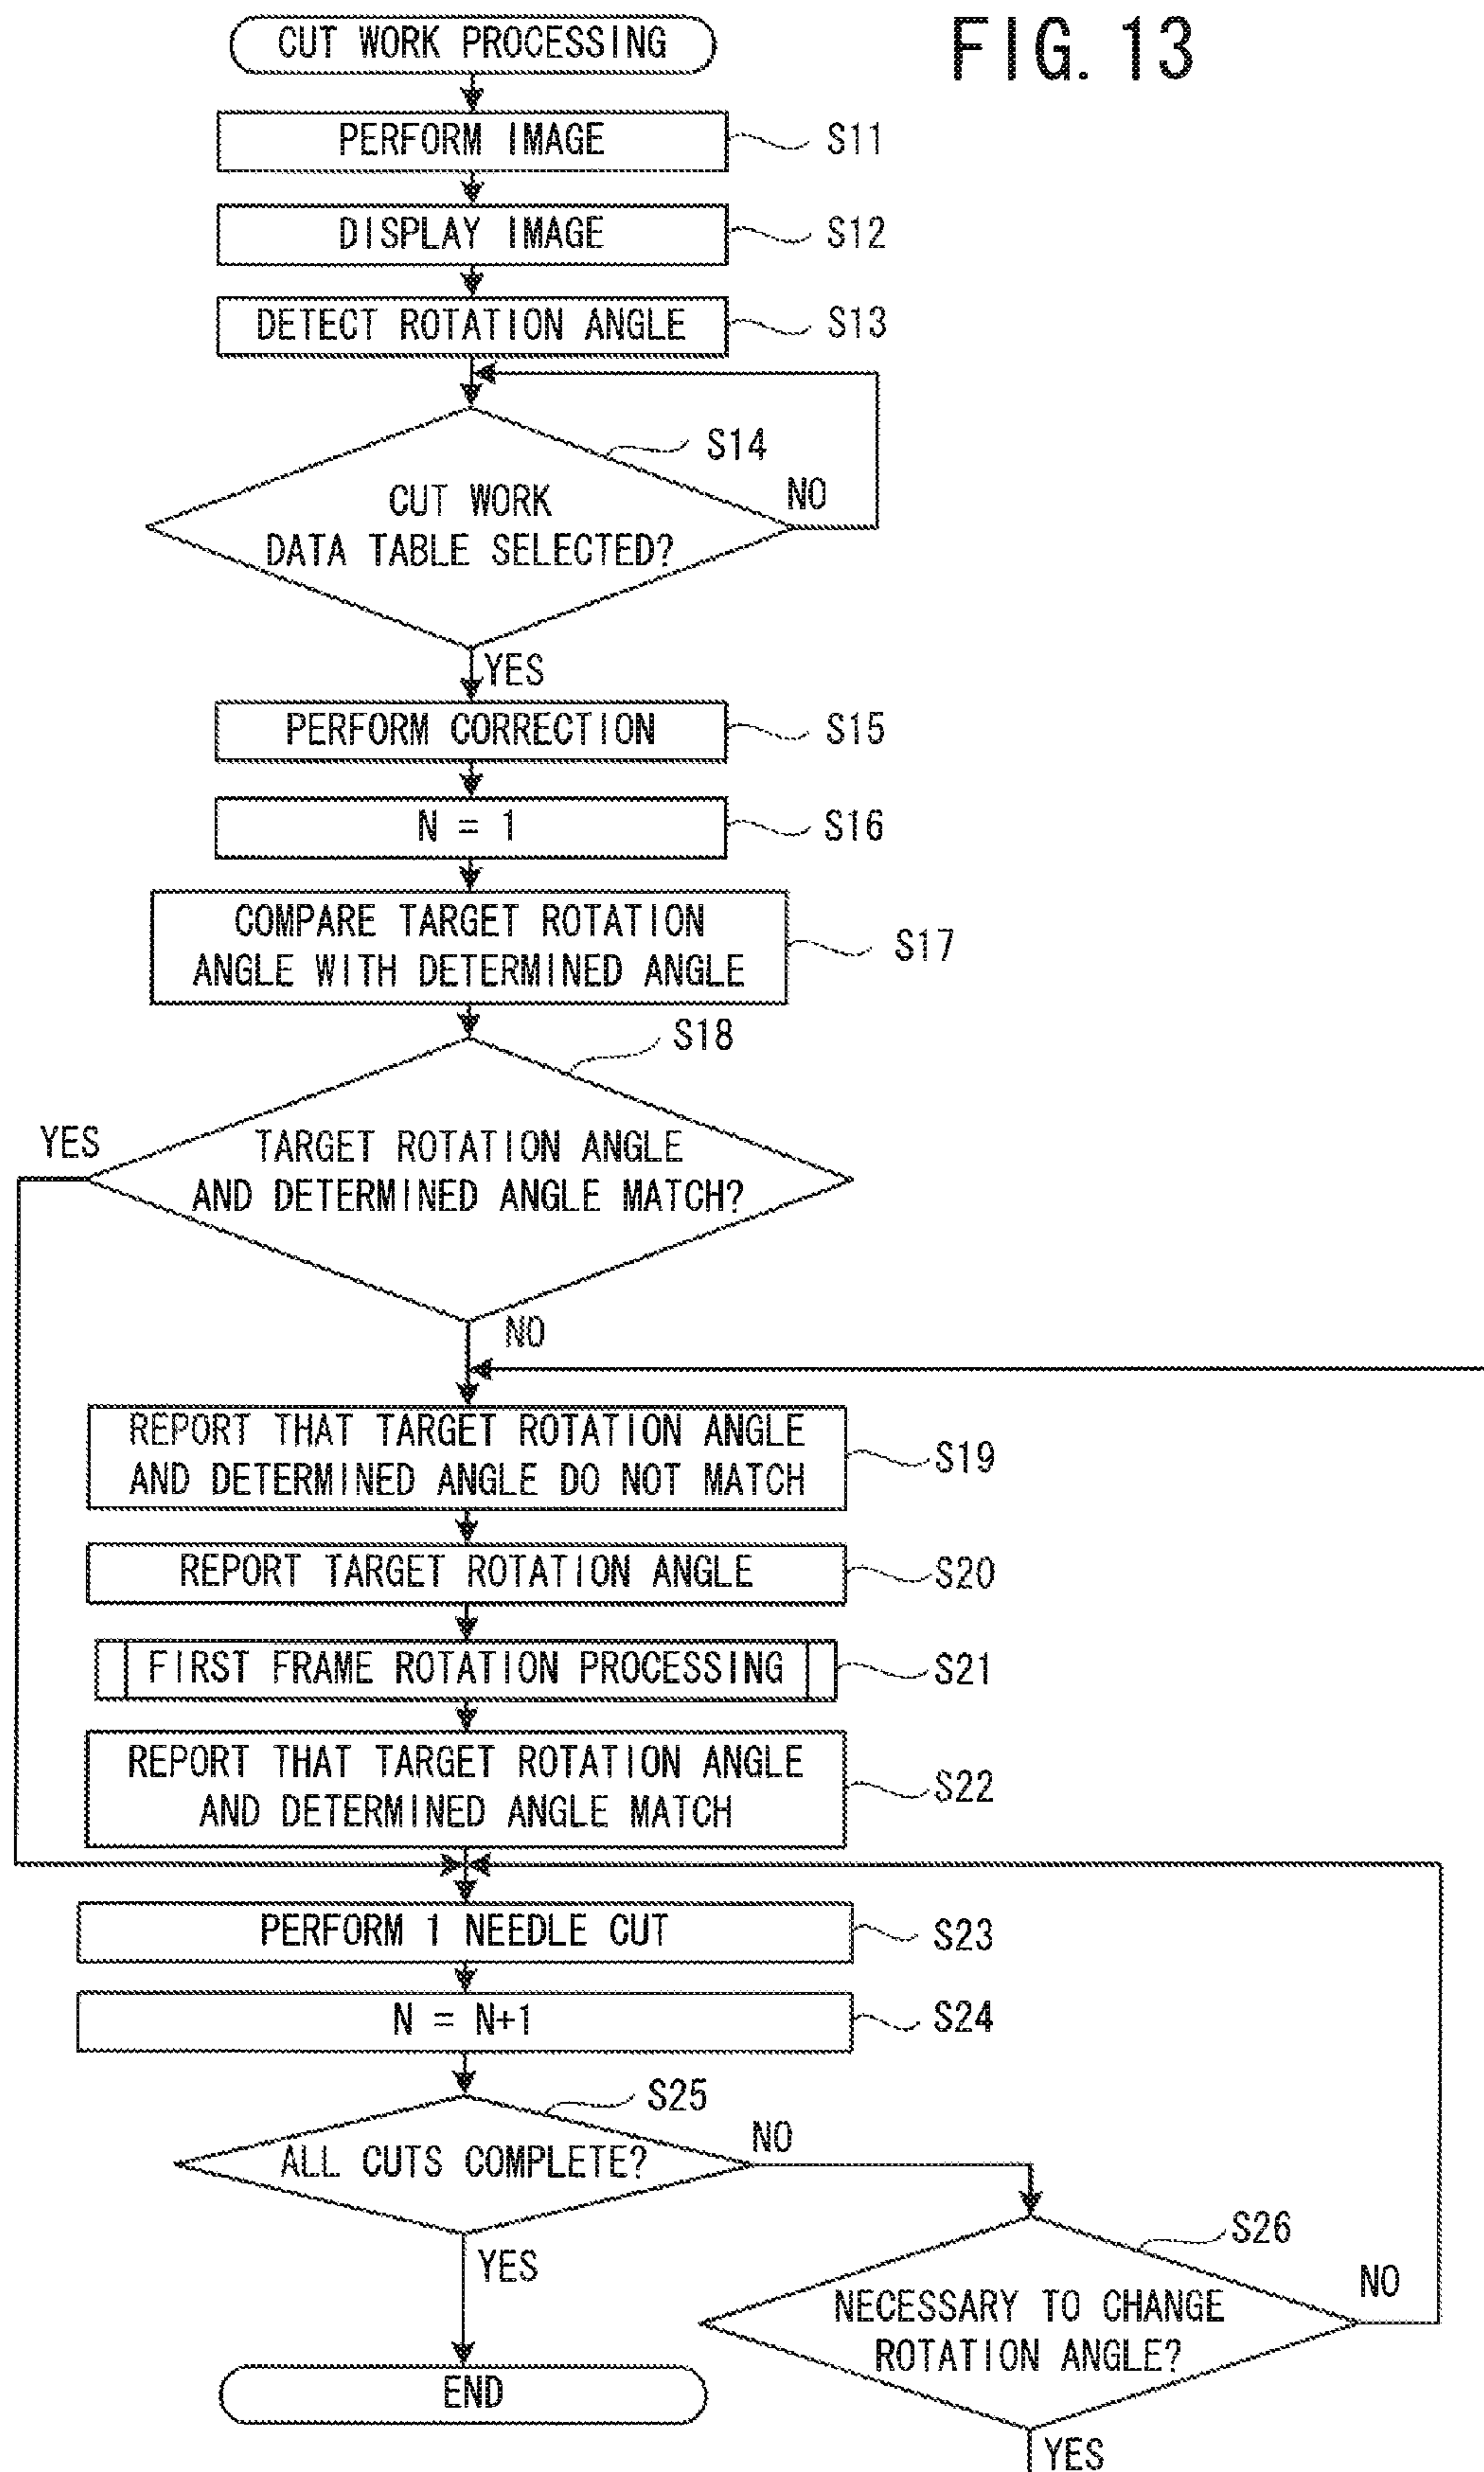 FIG. 13
CUT WORK PROCESSING
PERFORM IMAGE
S11
DISPLAY IMAGE
S12
DETECT ROTATION ANGLE
S13
S14
CUT WORK
DATA TABLE SELECTED?
NO
YES
PERFORM CORRECTION
S15
N = 1
S16
COMPARE TARGET ROTATION
ANGLE WITH DETERMINED ANGLE
S17
S18
YES
TARGET ROTATION ANGLE
AND DETERMINED ANGLE MATCH?
NO
REPORT THAT TARGET ROTATION ANGLE
AND DETERMINED ANGLE DO NOT MATCH
S19
REPORT TARGET ROTATION ANGLE
S20
FIRST FRAME ROTATION PROCESSING
S21
REPORT THAT TARGET ROTATION ANGLE
AND DETERMINED ANGLE MATCH
S22
PERFORM 1 NEEDLE CUT
S23
N = N+1
S24
S25
ALL CUTS COMPLETE?
NO
YES
S26
NECESSARY TO CHANGE
ROTATION ANGLE?
NO
END
YES